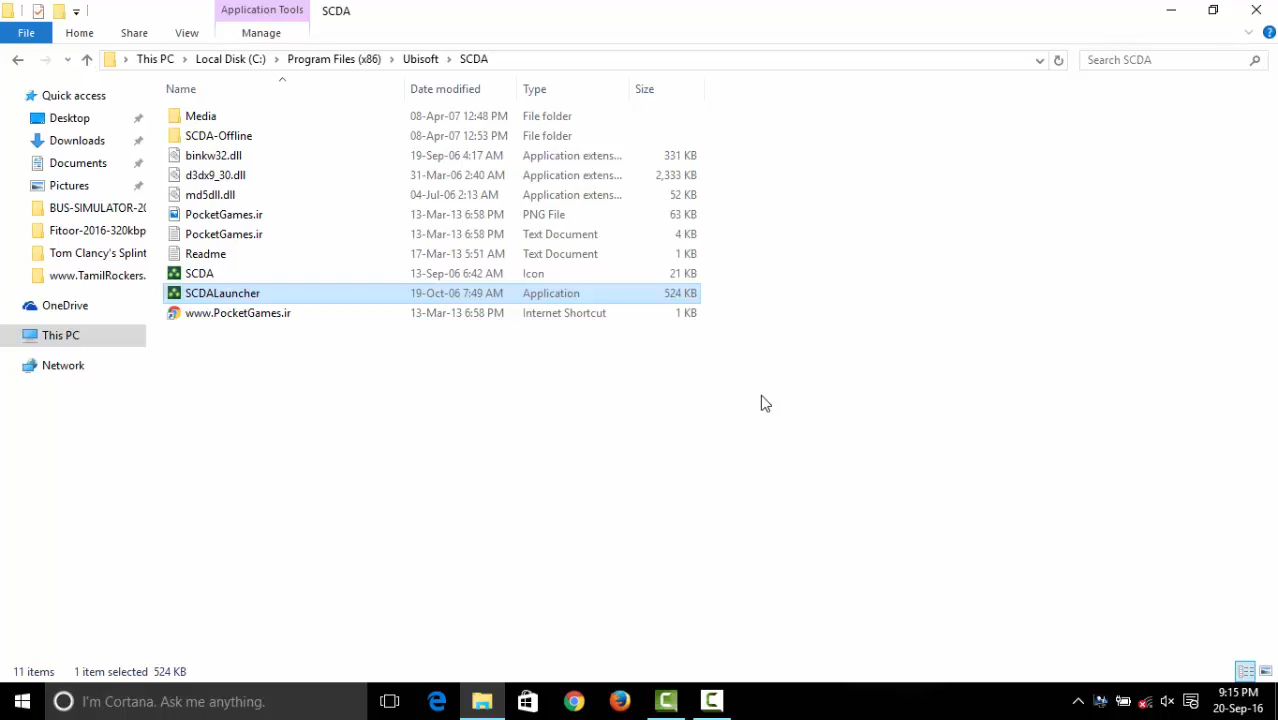 Application Tools SCDA
File Home Share View Manage
This PC Local Disk (C:) Program Files (x86) Ubisoft SCDA Search SCDA
Name Date modified Type Size
Quick access
Desktop
Downloads
Documents
Pictures
BUS-SIMULATOR-20
Fitoor-2016-320kbp
Tom Clancy's Splint
www.TamilRockers.
OneDrive
This PC
Network
Media 08-Apr-07 12:48 PM File folder
SCDA-Offline 08-Apr-07 12:53 PM File folder
binkw32.dll 19-Sep-06 4:17 AM Application extens... 331 KB
d3dx9_30.dll 31-Mar-06 2:40 AM Application extens... 2,333 KB
md5dll.dll 04-Jul-06 2:13 AM Application extens... 52 KB
PocketGames.ir 13-Mar-13 6:58 PM PNG File 63 KB
PocketGames.ir 13-Mar-13 6:58 PM Text Document 4 KB
Readme 17-Mar-13 5:51 AM Text Document 1 KB
SCDA 13-Sep-06 6:42 AM Icon 21 KB
SCDALauncher 19-Oct-06 7:49 AM Application 524 KB
www.PocketGames.ir 13-Mar-13 6:58 PM Internet Shortcut 1 KB
11 items 1 item selected 524 KB
I'm Cortana. Ask me anything.
9:15 PM
20-Sep-16